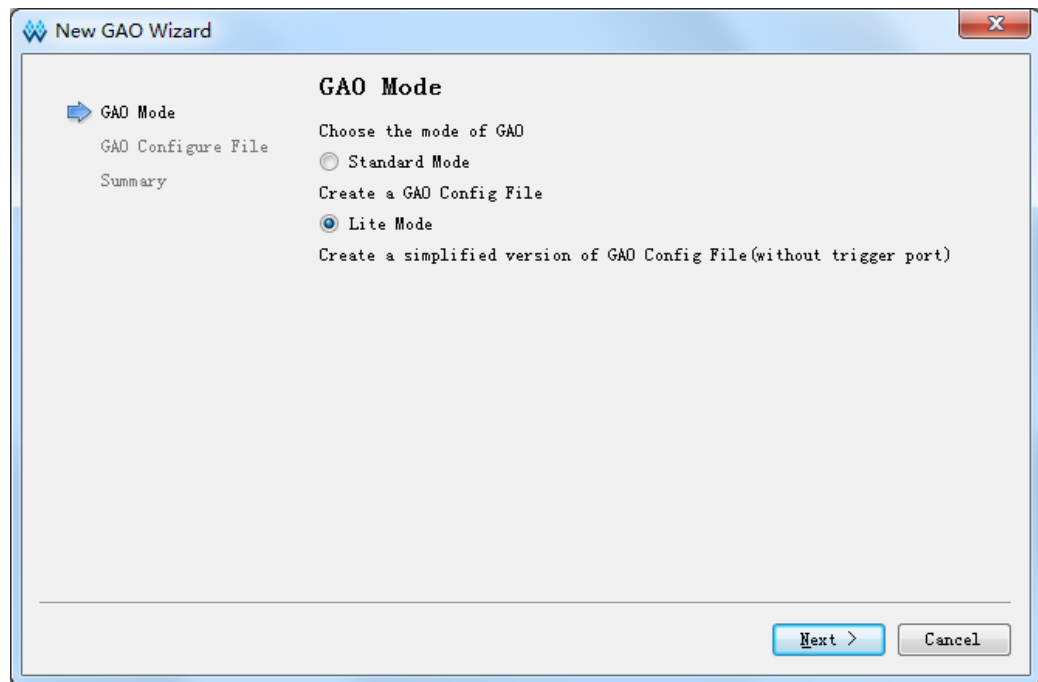 New GAO Wizard
GAO Mode
GAO Configure File
Summary
GAO Mode
Choose the mode of GAO
Standard Mode
Create a GAO Config File
Lite Mode
Create a simplified version of GAO Config File(without trigger port)
Next >
Cancel